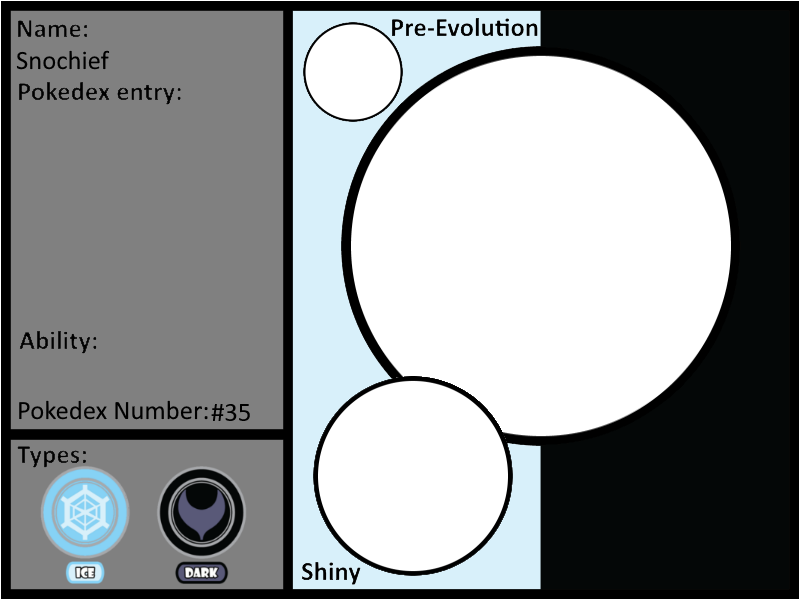 Name:
Snochief
Pokedex entry:
Ability:
Pokedex Number:#35
Types:
ICE
DARK
Pre-Evolution
Shiny